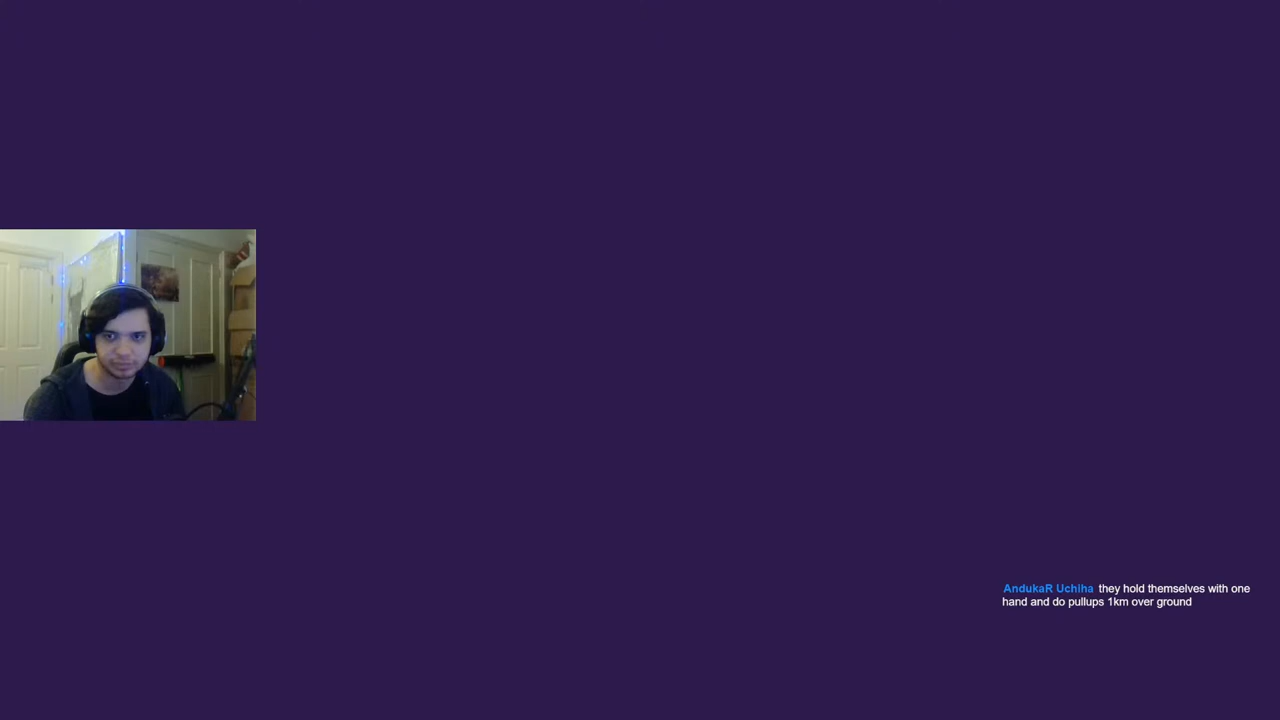 AndukaR Uchiha they hold themselves with one
hand and do pullups 1km over ground